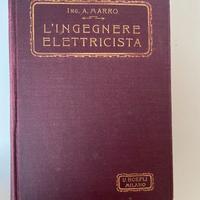 ING. A. MARRO
L'INGEGNERE
ELETTRICISTA
U. HOEPLI
MILANO